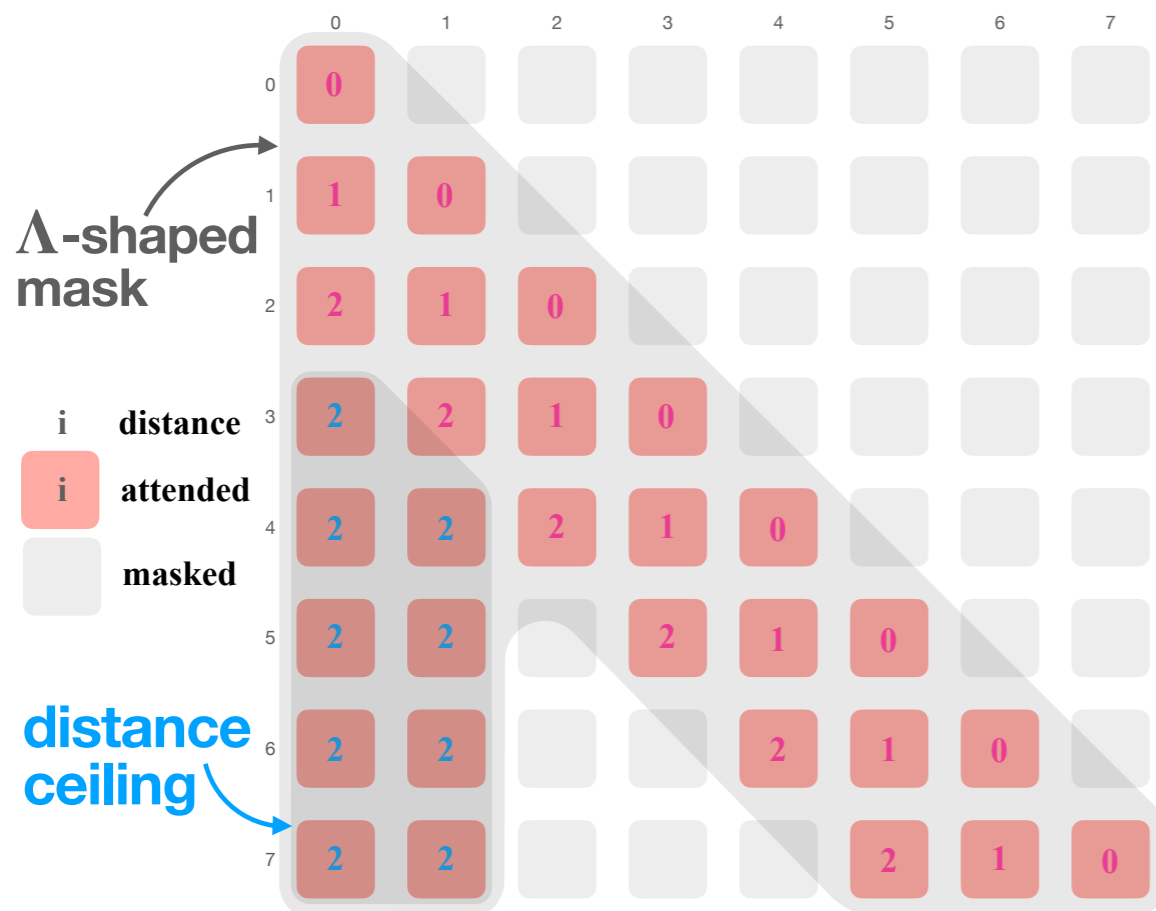 0 1 2 3 4 5 6 7
0 0
1 1 0
Λ-shaped
mask
2 2 1 0
3 2 2 1 0
i distance
i attended
4 2 2 2 1 0
masked
5 2 2 2 1 0
distance
ceiling
6 2 2 2 1 0
7 2 2 2 1 0